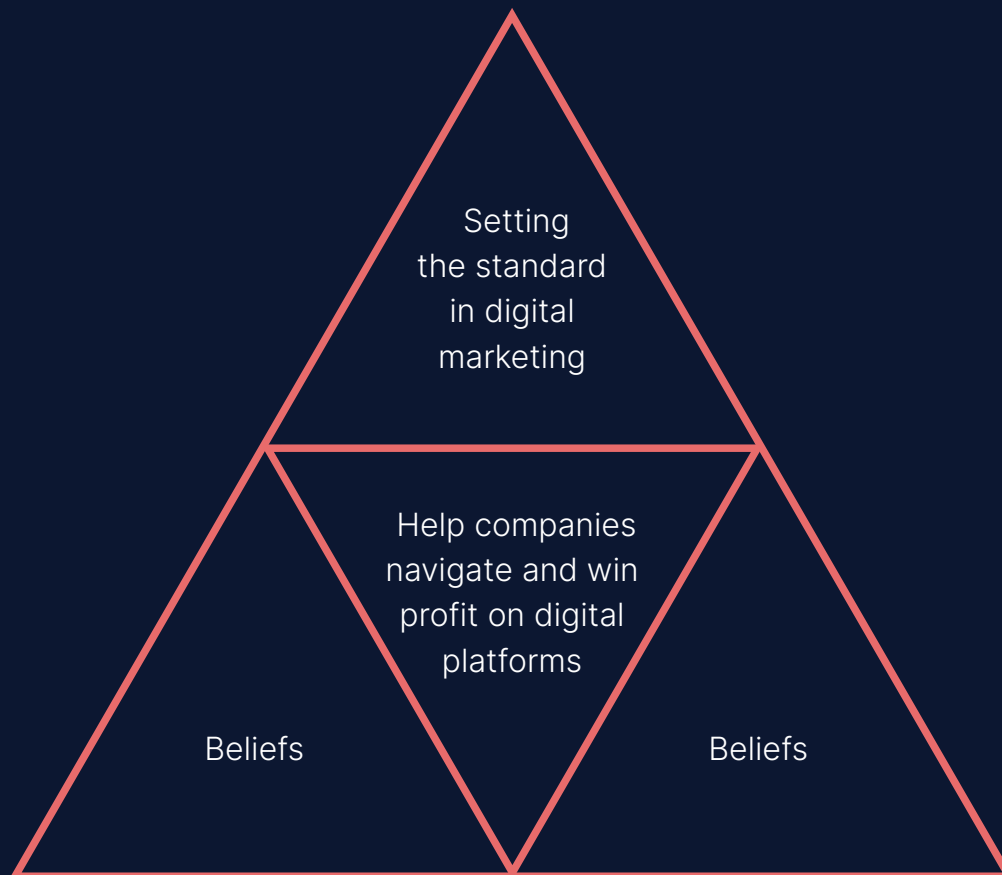 Setting
the standard
in digital
marketing
Help companies
navigate and win
profit on digital
platforms
Beliefs
Beliefs